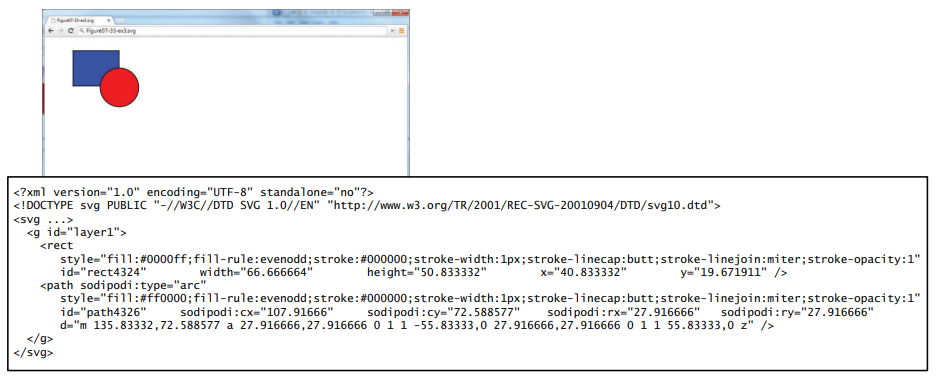 Figure07-33-ex3.svg
Figure07-33-ex3.svg
<?xml version="1.0" encoding="UTF-8" standalone="no"?>
<!DOCTYPE svg PUBLIC "-//W3C//DTD SVG 1.0//EN" "http://www.w3.org/TR/2001/REC-SVG-20010904/DTD/svg10.dtd">
<svg ...>
<g id="layer1">
<rect
style="fill:#0000ff;fill-rule:evenodd;stroke:#000000;stroke-width:1px;stroke-linecap:butt;stroke-linejoin:miter;stroke-opacity:1"
id="rect4324" width="66.666664" height="50.833332" x="40.833332" y="19.671911" />
<path sodipodi:type="arc"
style="fill:#ff0000;fill-rule:evenodd;stroke:#000000;stroke-width:1px;stroke-linecap:butt;stroke-linejoin:miter;stroke-opacity:1"
id="path4326" sodipodi:cx="107.91666" sodipodi:cy="72.588577" sodipodi:rx="27.916666" sodipodi:ry="27.91666"
d="m 135.83332,72.588577 a 27.916666,27.916666 0 1 1 -55.83333,0 27.916666,27.916666 0 1 1 55.83333,0 z" />
</g>
</svg>